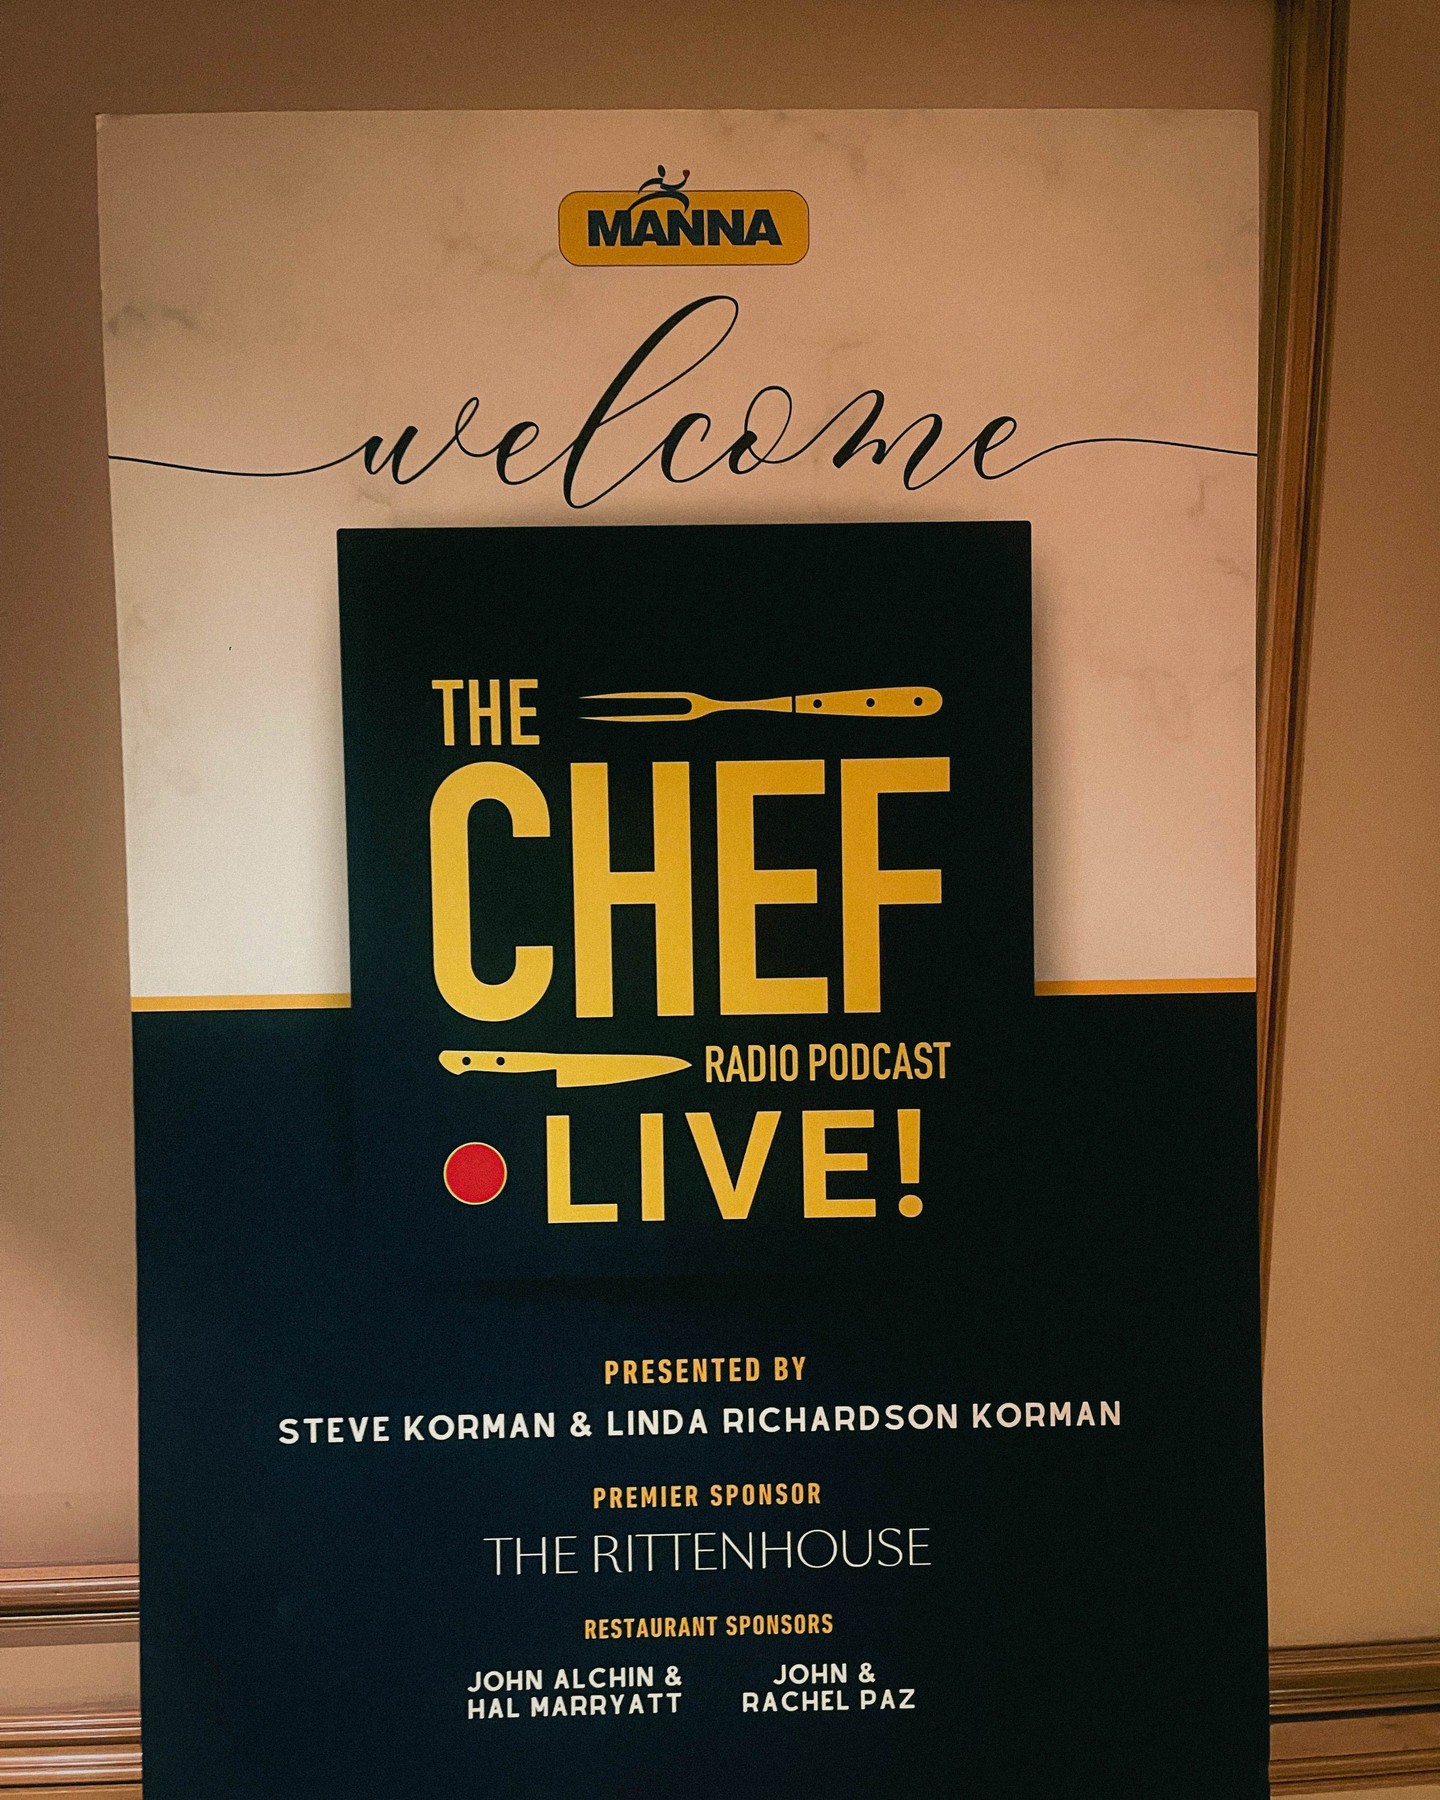 MANNA
welcome
THE
CHEF
RADIO PODCAST
LIVE!
PRESENTED BY
STEVE KORMAN & LINDA RICHARDSON KORMAN
PREMIER SPONSOR
THE RITTENHOUSE
RESTAURANT SPONSORS
JOHN ALCHIN &
HAL MARRYATT
JOHN &
RACHEL PAZ